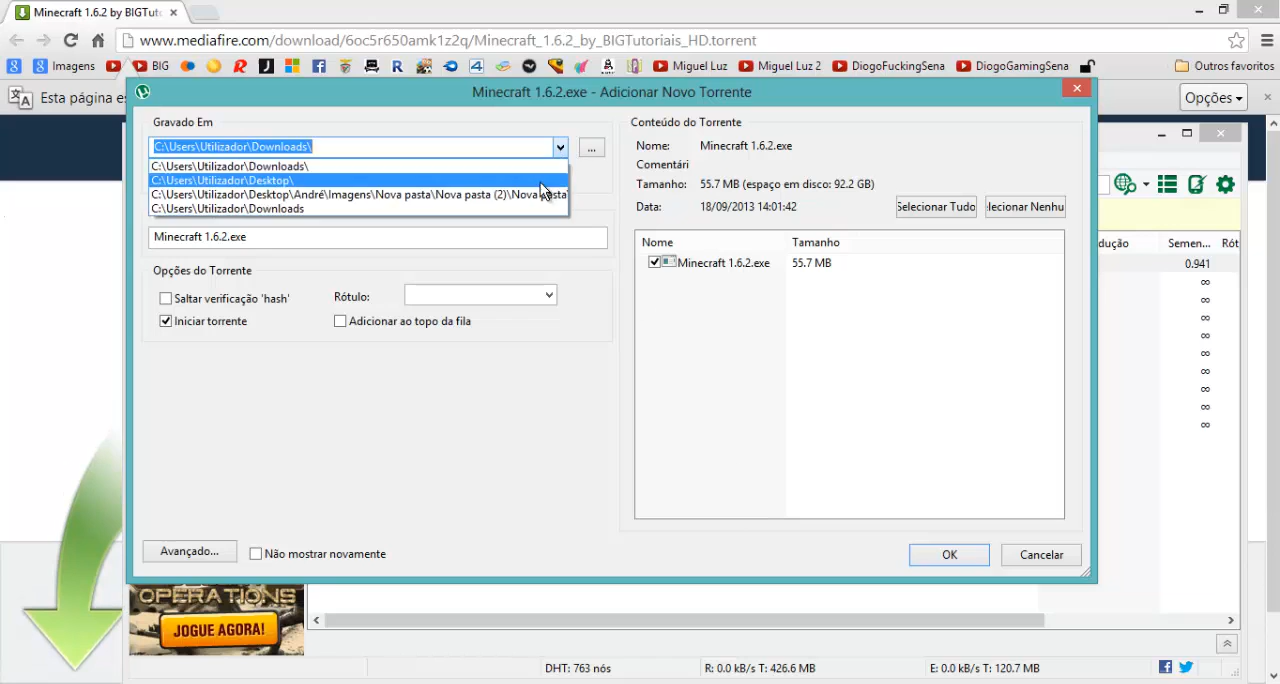 Minecraft 1.6.2 by BIGTuto
www.mediafire.com/download/6oc5r650amk1z2q/Minecraft_1.6.2_by_BIGTutoriais_HD.torrent
Imagens BIG Miguel Luz Miguel Luz 2 DiogoFuckingSena DiogoGamingSena Outros favoritos
Esta página es Opções
Minecraft 1.6.2.exe - Adicionar Novo Torrente
Gravado Em
C:\Users\Utilizador\Downloads\
...
C:\Users\Utilizador\Downloads\
C:\Users\Utilizador\Desktop\
C:\Users\Utilizador\Desktop\André\Imagens\Nova pasta\Nova pasta (2)\Nova pasta
C:\Users\Utilizador\Downloads
Minecraft 1.6.2.exe
Opções do Torrente
Saltar verificação 'hash' Rótulo:
Iniciar torrente Adicionar ao topo da fila
Avançado... Não mostrar novamente
Conteúdo do Torrente
Nome: Minecraft 1.6.2.exe
Comentári
Tamanho: 55.7 MB (espaço em disco: 92.2 GB)
Data: 18/09/2013 14:01:42 Selecionar Tudo lecionar Nenhu
Nome Tamanho
Minecraft 1.6.2.exe 55.7 MB
OK Cancelar
dução Semen... Rót
0.941
∞
∞
∞
∞
∞
∞
∞
∞
∞
OPERATIONS
JOGUE AGORA!
DHT: 763 nós R: 0.0 kB/s T: 426.6 MB E: 0.0 kB/s T: 120.7 MB